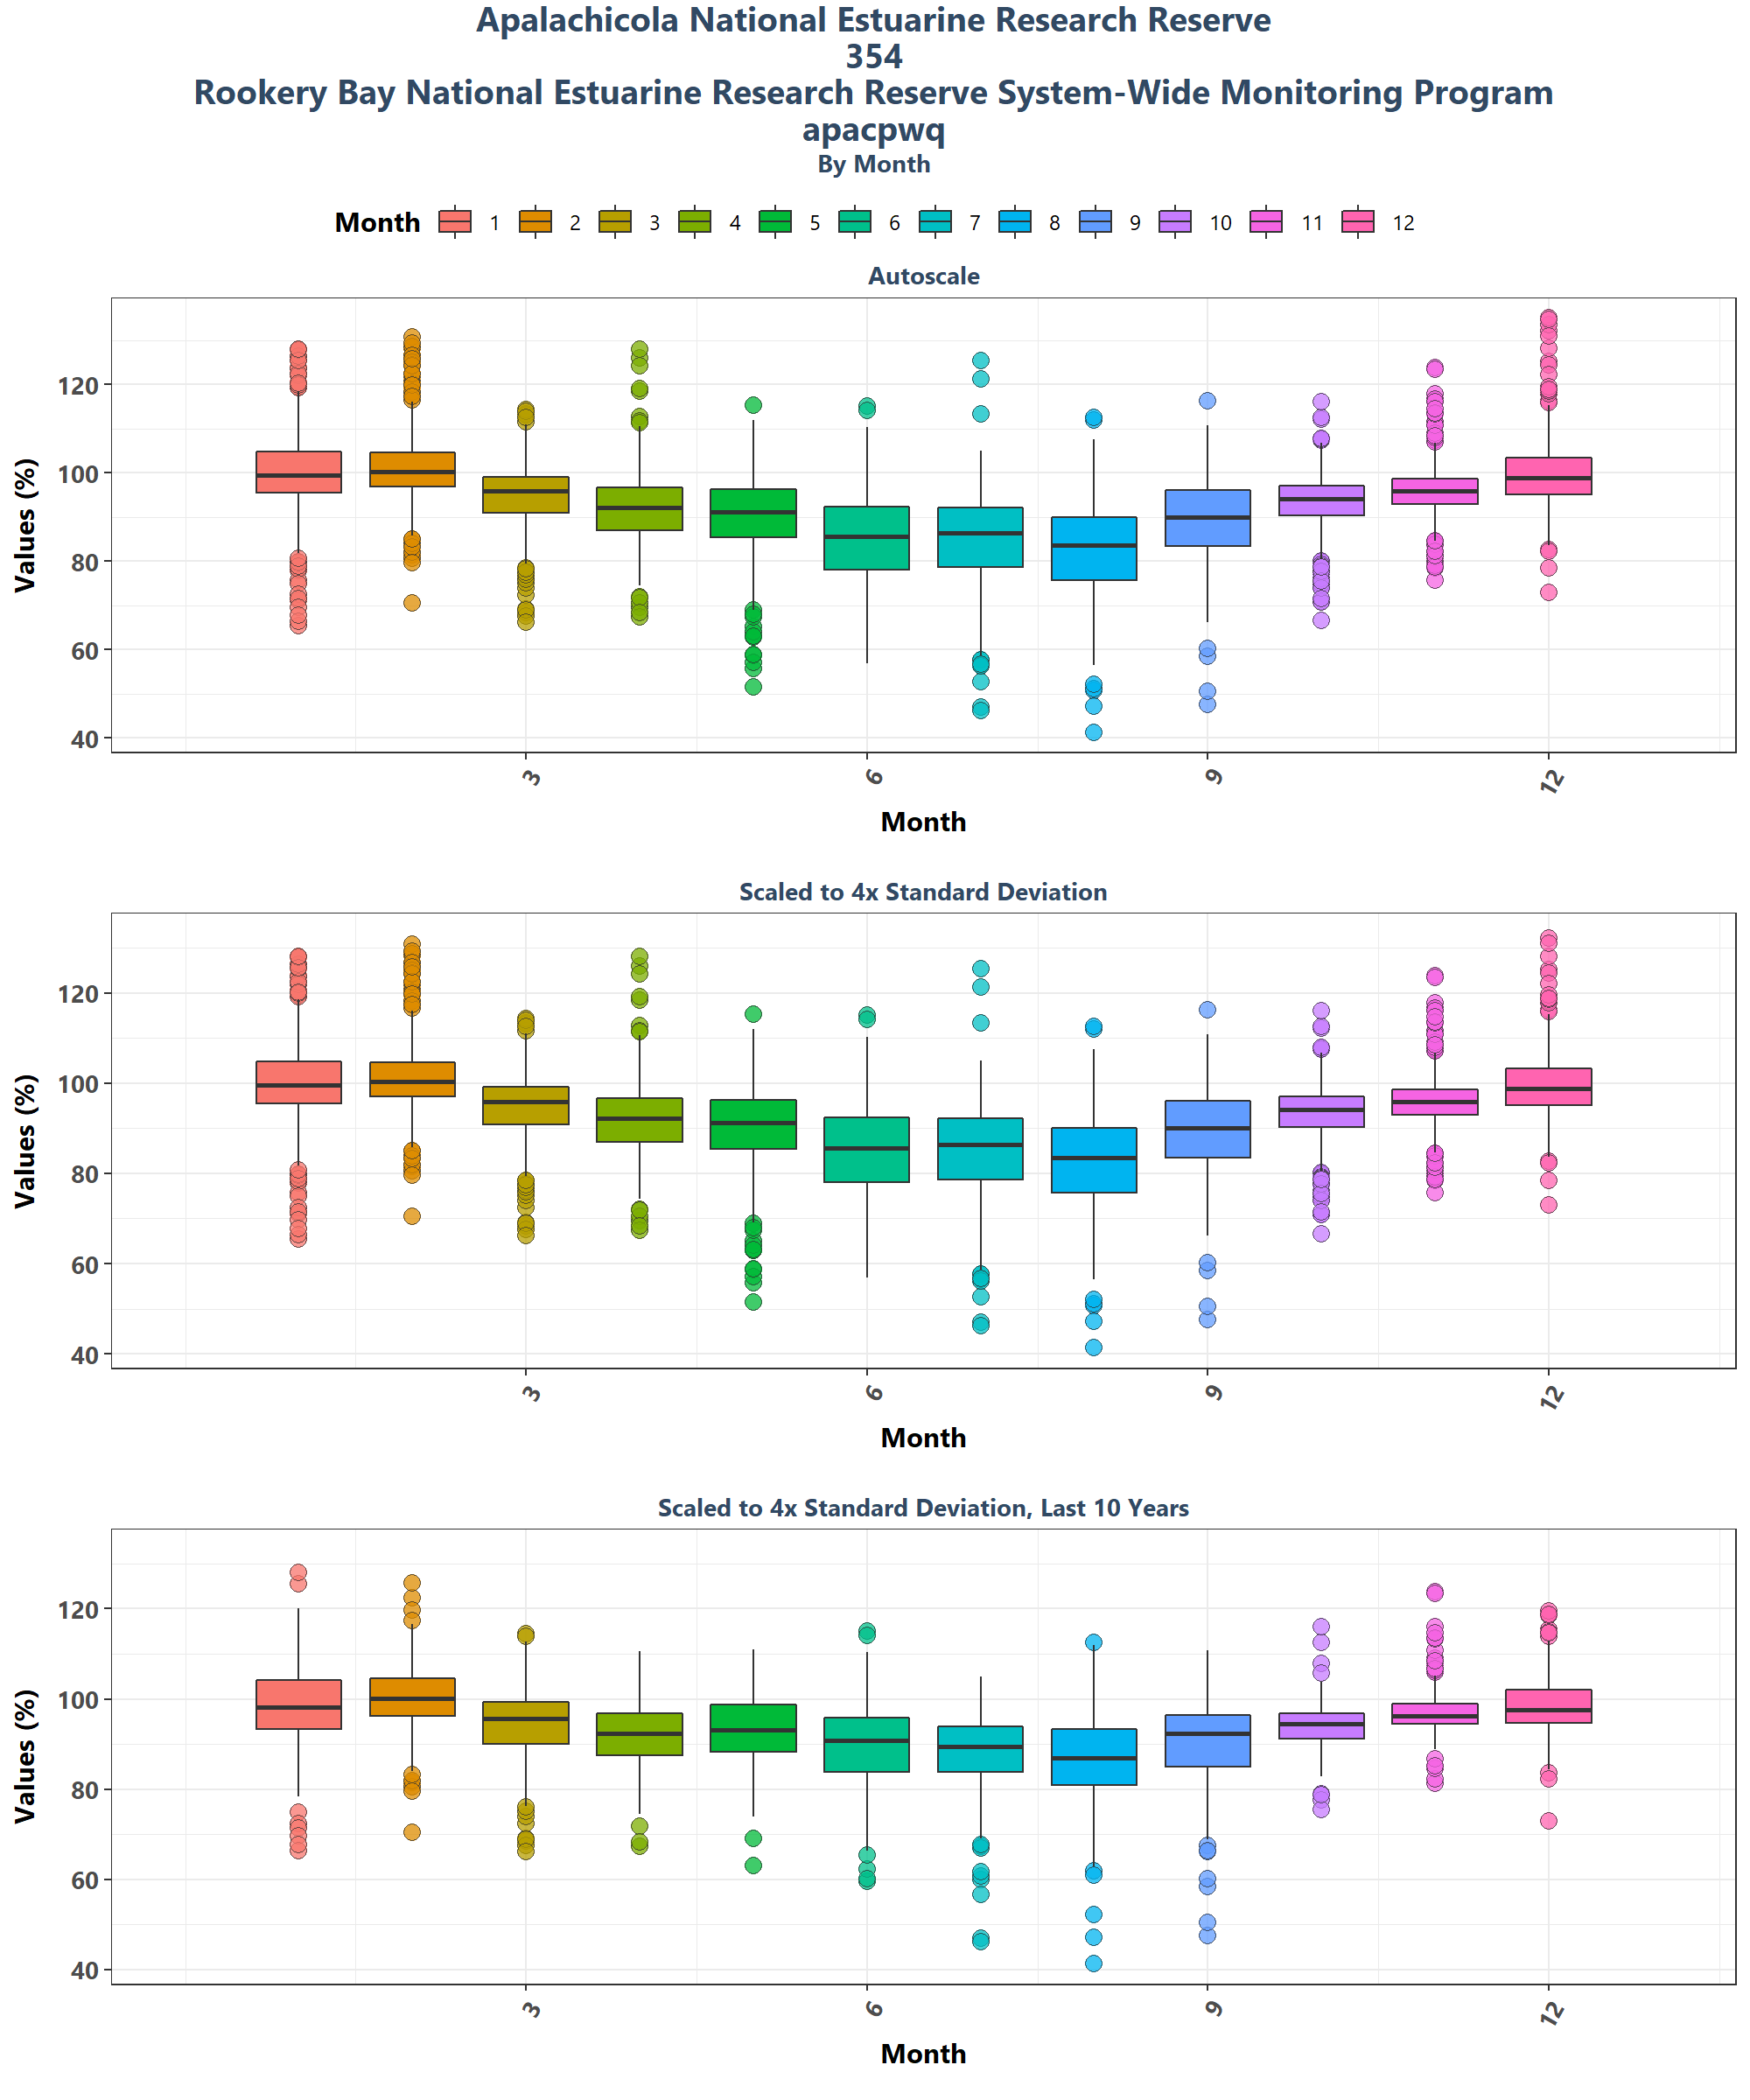 Apalachicola National Estuarine Research Reserve
354
Rookery Bay National Estuarine Research Reserve System-Wide Monitoring Program
apacpwq
By Month
Month 1 2 3 4 5 6 7 8 9 10 11 12
Autoscale
Values (%)
120
100
80
60
40
3 6 9 12
Month
Scaled to 4x Standard Deviation
Values (%)
120
100
80
60
40
3 6 9 12
Month
Scaled to 4x Standard Deviation, Last 10 Years
Values (%)
120
100
80
60
40
3 6 9 12
Month